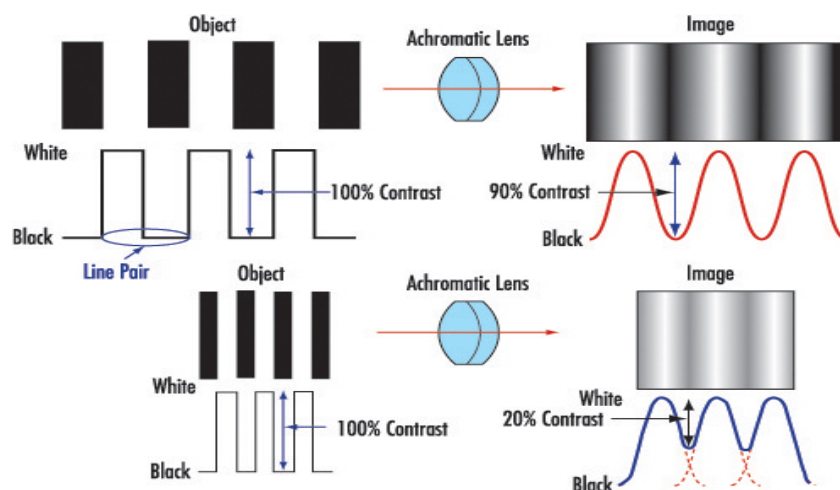 Object
Achromatic Lens
Image
White
100% Contrast
Black
Line Pair
White
90% Contrast
Black
Object
Achromatic Lens
Image
White
100% Contrast
Black
White
20% Contrast
Black